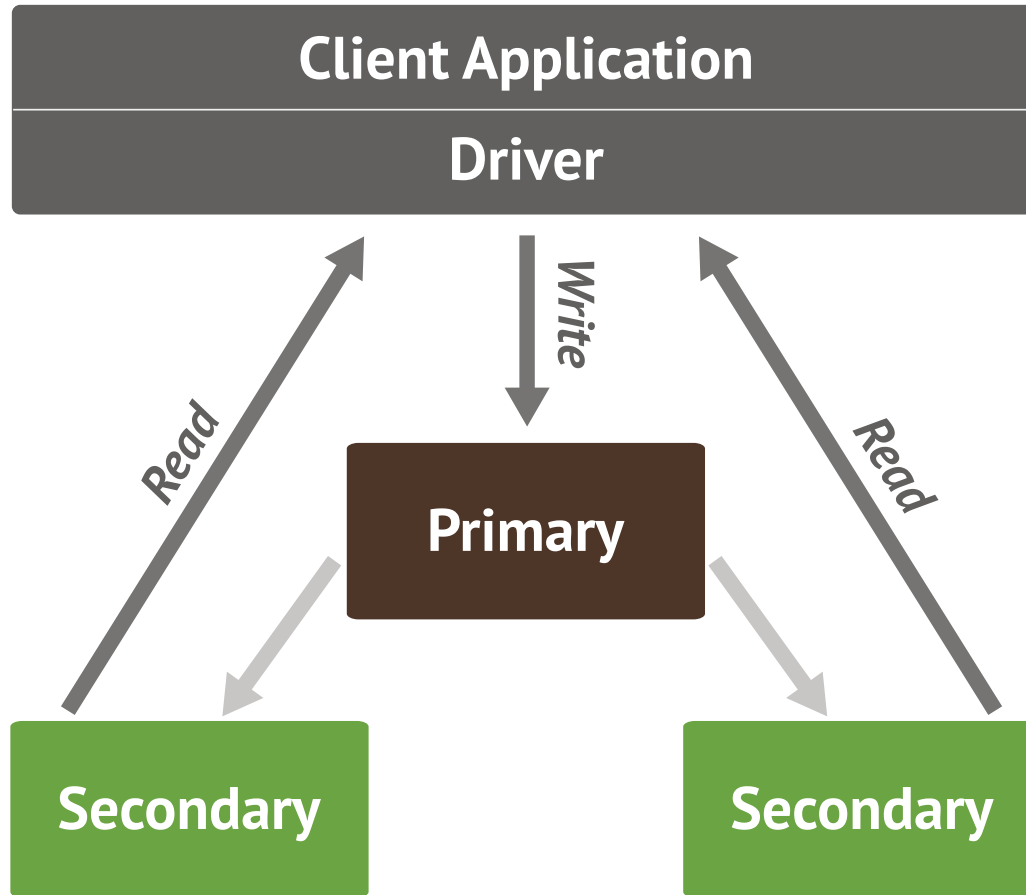 Client Application
Driver
Write
Read
Read
Primary
Secondary
Secondary